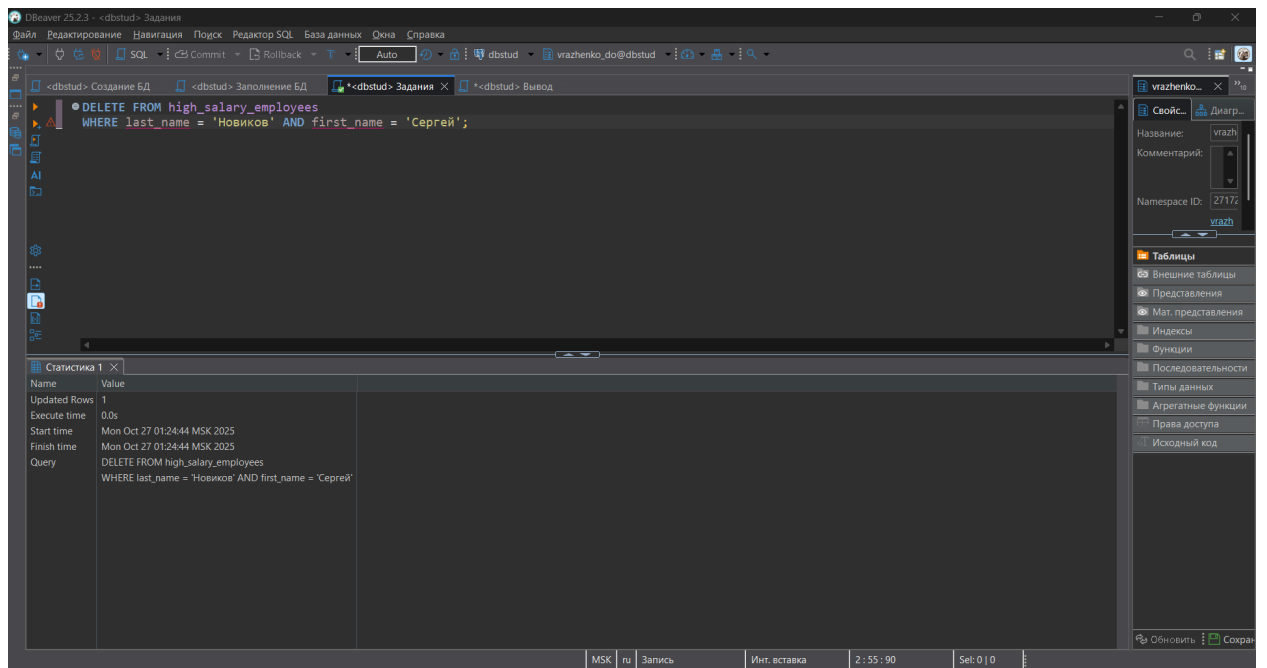 DBeaver 25.2.3 - <dbstud> Задания
Файл Редактирование Навигация Поиск Редактор SQL База данных Окна Справка
SQL Commit Rollback T Auto dbstud vrazhenko_do@dbstud
<dbstud> Создание БД <dbstud> Заполнение БД *<dbstud> Задания *<dbstud> Вывод
DELETE FROM high_salary_employees
WHERE last_name = 'Новиков' AND first_name = 'Сергей';
AI
Статистика 1
Name Value
Updated Rows 1
Execute time 0.0s
Start time Mon Oct 27 01:24:44 MSK 2025
Finish time Mon Oct 27 01:24:44 MSK 2025
Query DELETE FROM high_salary_employees
WHERE last_name = 'Новиков' AND first_name = 'Сергей'
vrazhenko... »10
Свойс... Диагр...
Название: vrazh
Комментарий:
Namespace ID: 27172
vrazh
Таблицы
Внешние таблицы
Представления
Мат. представления
Индексы
Функции
Последовательности
Типы данных
Агрегатные функции
Права доступа
Исходный код
Обновить Сохран
MSK ru Запись Инт. вставка 2 : 55 : 90 Sel: 0 | 0